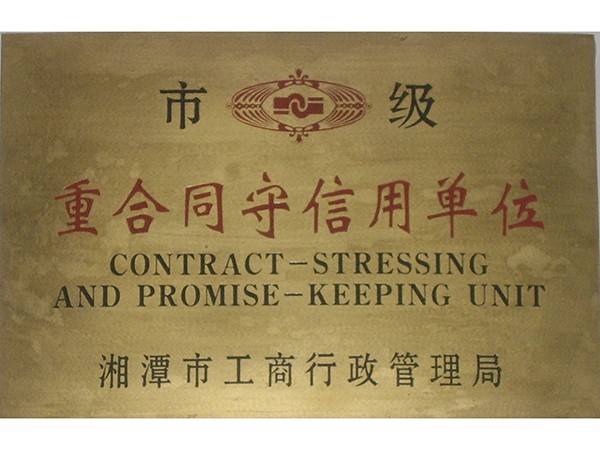 市 级
重合同守信用单位
CONTRACT-STRESSING
AND PROMISE-KEEPING UNIT
湘潭市工商行政管理局